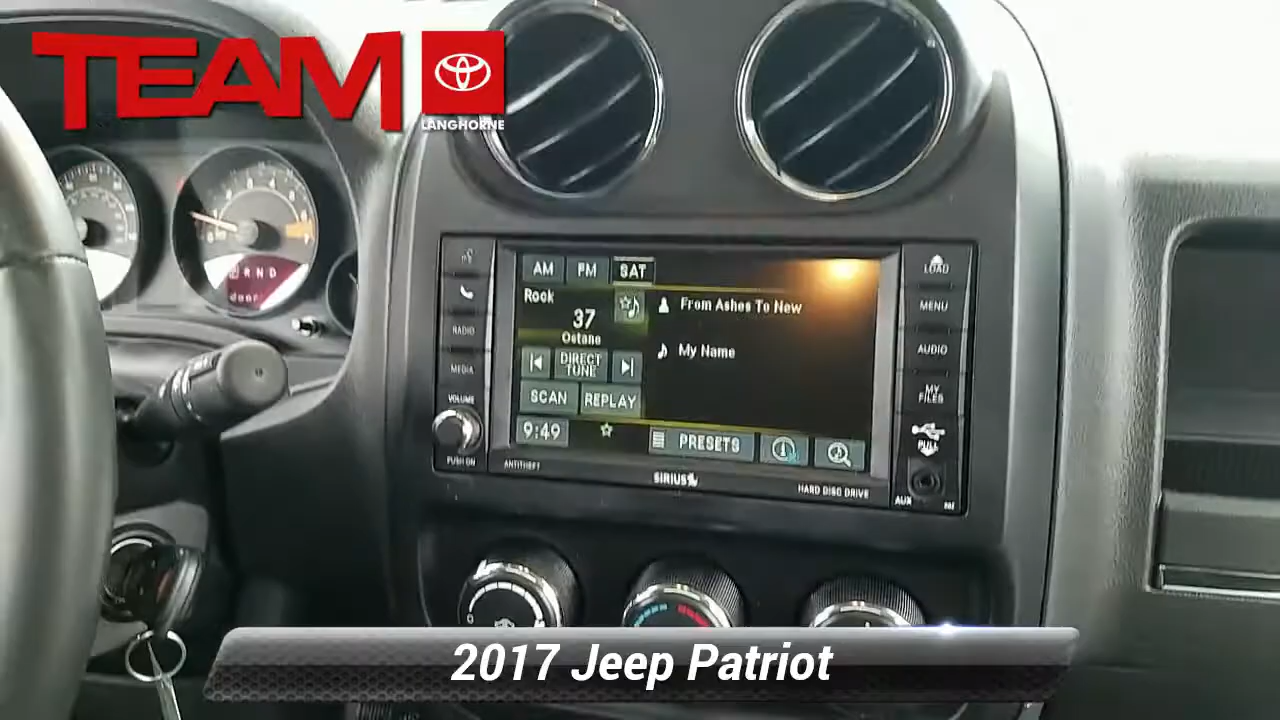 TEAM
LANGHORNE
R N D
door
AM FM SAT
Rock
37
Octane
From Ashes To New
My Name
DIRECT
TUNE
SCAN REPLAY
9:49
PRESETS
RADIO
MEDIA
VOLUME
PUSH ON
ANTITHEFT
SIRIUS
HARD DISC DRIVE
LOAD
MENU
AUDIO
MY
FILES
PULL
AUX
0
2017 Jeep Patriot